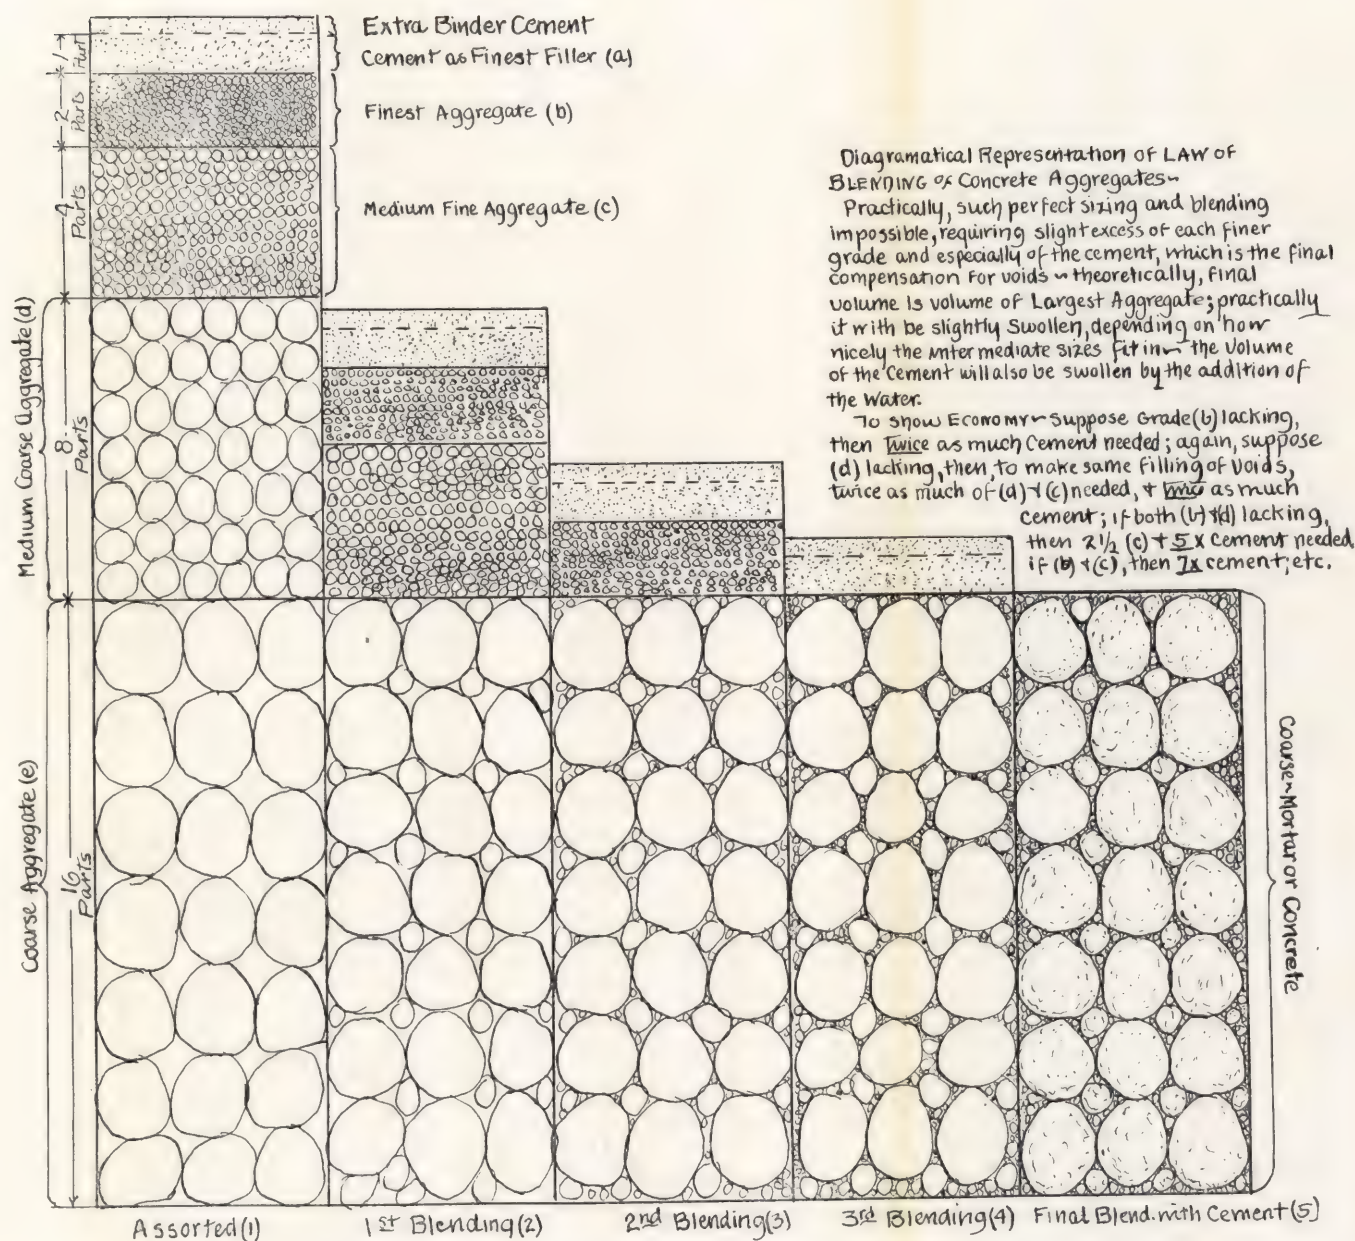 Extra Binder Cement
Cement as Finest Filler (a)
1 Part
Finest Aggregate (b)
2 Parts
Medium Fine Aggregate (c)
4 Parts
Diagramatical Representation of LAW OF
BLENDING of Concrete Aggregates~
Practically, such perfect sizing and blending
impossible, requiring slight excess of each finer
grade and especially of the cement, which is the final
compensation for voids ~ theoretically, final
volume is volume of Largest Aggregate; practically
it with be slightly swollen, depending on how
nicely the intermediate sizes fit in ~ the volume
of the cement will also be swollen by the addition of
the water.
To show ECONOMY ~ Suppose Grade (b) lacking,
then twice as much cement needed; again, suppose
(d) lacking, then, to make same filling of voids,
twice as much of (d) & (c) needed, & as much
cement; if both (b) & (d) lacking,
then 2 1/2 (c) + 5 x cement needed
if (b) & (c), then 7x cement; etc.
Medium Coarse Aggregate (d)
8 Parts
Coarse Aggregate (e)
16 Parts
Coarse~Mortar or Concrete
Assorted (1)
1st Blending (2)
2nd Blending (3)
3rd Blending (4)
Final Blend. with Cement (5)